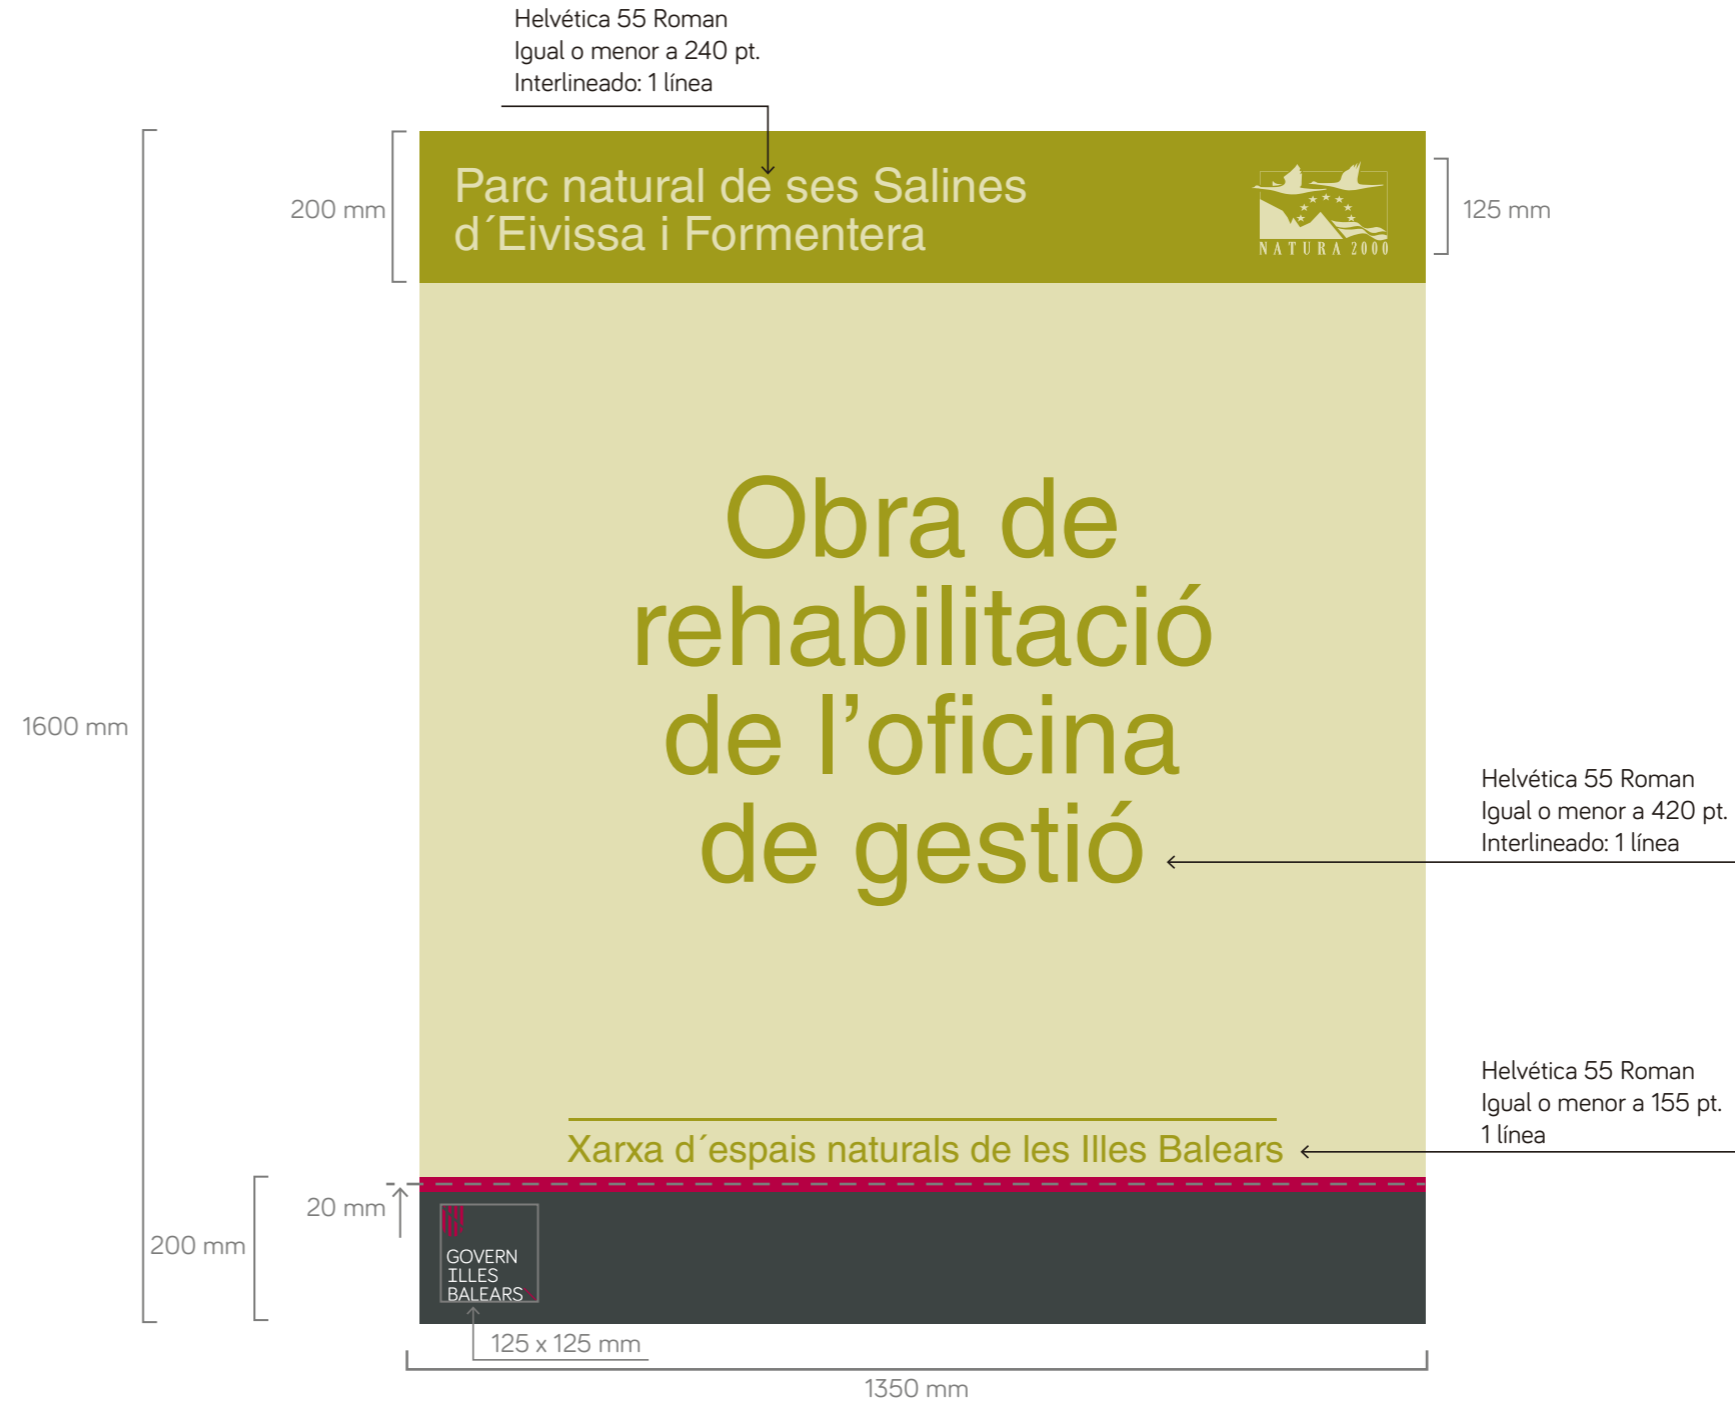 Helvética 55 Roman
Igual o menor a 240 pt.
Interlineado: 1 línea
200 mm
Parc natural de ses Salines
d´Eivissa i Formentera
NATURA 2000
125 mm
Obra de
rehabilitació
de l’oficina
de gestió
1600 mm
Helvética 55 Roman
Igual o menor a 420 pt.
Interlineado: 1 línea
Helvética 55 Roman
Igual o menor a 155 pt.
1 línea
Xarxa d´espais naturals de les Illes Balears
20 mm
200 mm
GOVERN
ILLES
BALEARS
125 x 125 mm
1350 mm